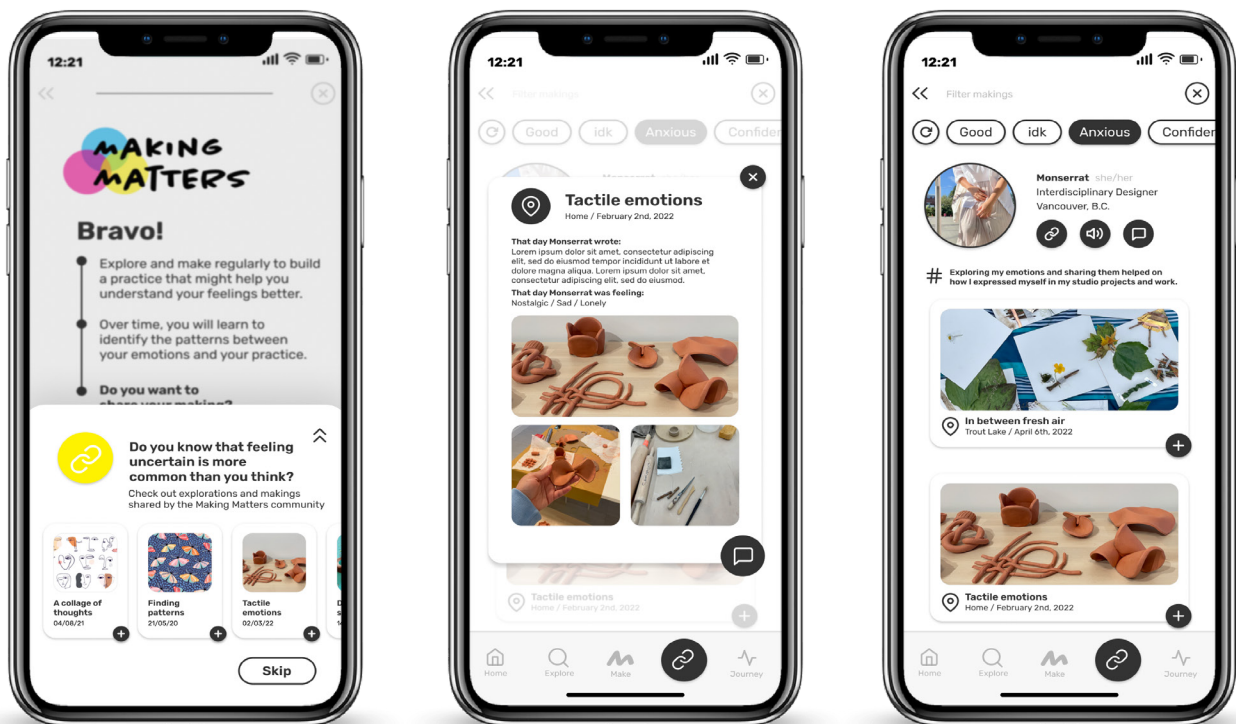 12:21
MAKING
MATTERS
Bravo!
Explore and make regularly to build
a practice that might help you
understand your feelings better.
Over time, you will learn to
identify the patterns between
your emotions and your practice.
Do you want to
share your making?
Do you know that feeling
uncertain is more
common than you think?
Check out explorations and makings
shared by the Making Matters community
A collage of
thoughts
04/08/21
Finding
patterns
21/05/20
Tactile
emotions
02/03/22
Skip
12:21
Filter makings
Good
idk
Anxious
Confider
Monserrat she/her
Tactile emotions
Home / February 2nd, 2022
That day Monserrat wrote:
Lorem ipsum dolor sit amet, consectetur adipiscing
elit, sed do eiusmod tempor incididunt ut labore et
dolore magna aliqua. Lorem ipsum dolor sit amet,
consectetur adipiscing elit, sed do eiusmod.
That day Monserrat was feeling:
Nostalgic / Sad / Lonely
Tactile emotions
Home / February 2nd, 2022
Home
Explore
Make
Journey
12:21
Filter makings
Good
idk
Anxious
Confider
Monserrat she/her
Interdisciplinary Designer
Vancouver, B.C.
# Exploring my emotions and sharing them helped on
how I expressed myself in my studio projects and work.
In between fresh air
Trout Lake / April 6th, 2022
Tactile emotions
Home / February 2nd, 2022
Home
Explore
Make
Journey